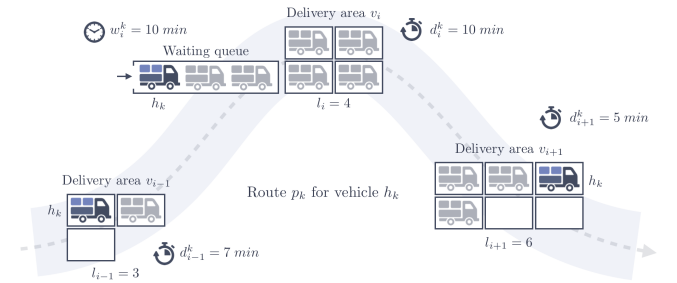 Delivery area v_i
w_i^k = 10 min
d_i^k = 10 min
Waiting queue
h_k
l_i = 4
d_{i+1}^k = 5 min
Delivery area v_{i+1}
Delivery area v_{i-1}
Route p_k for vehicle h_k
h_k
h_k
d_{i-1}^k = 7 min
l_{i+1} = 6
l_{i-1} = 3